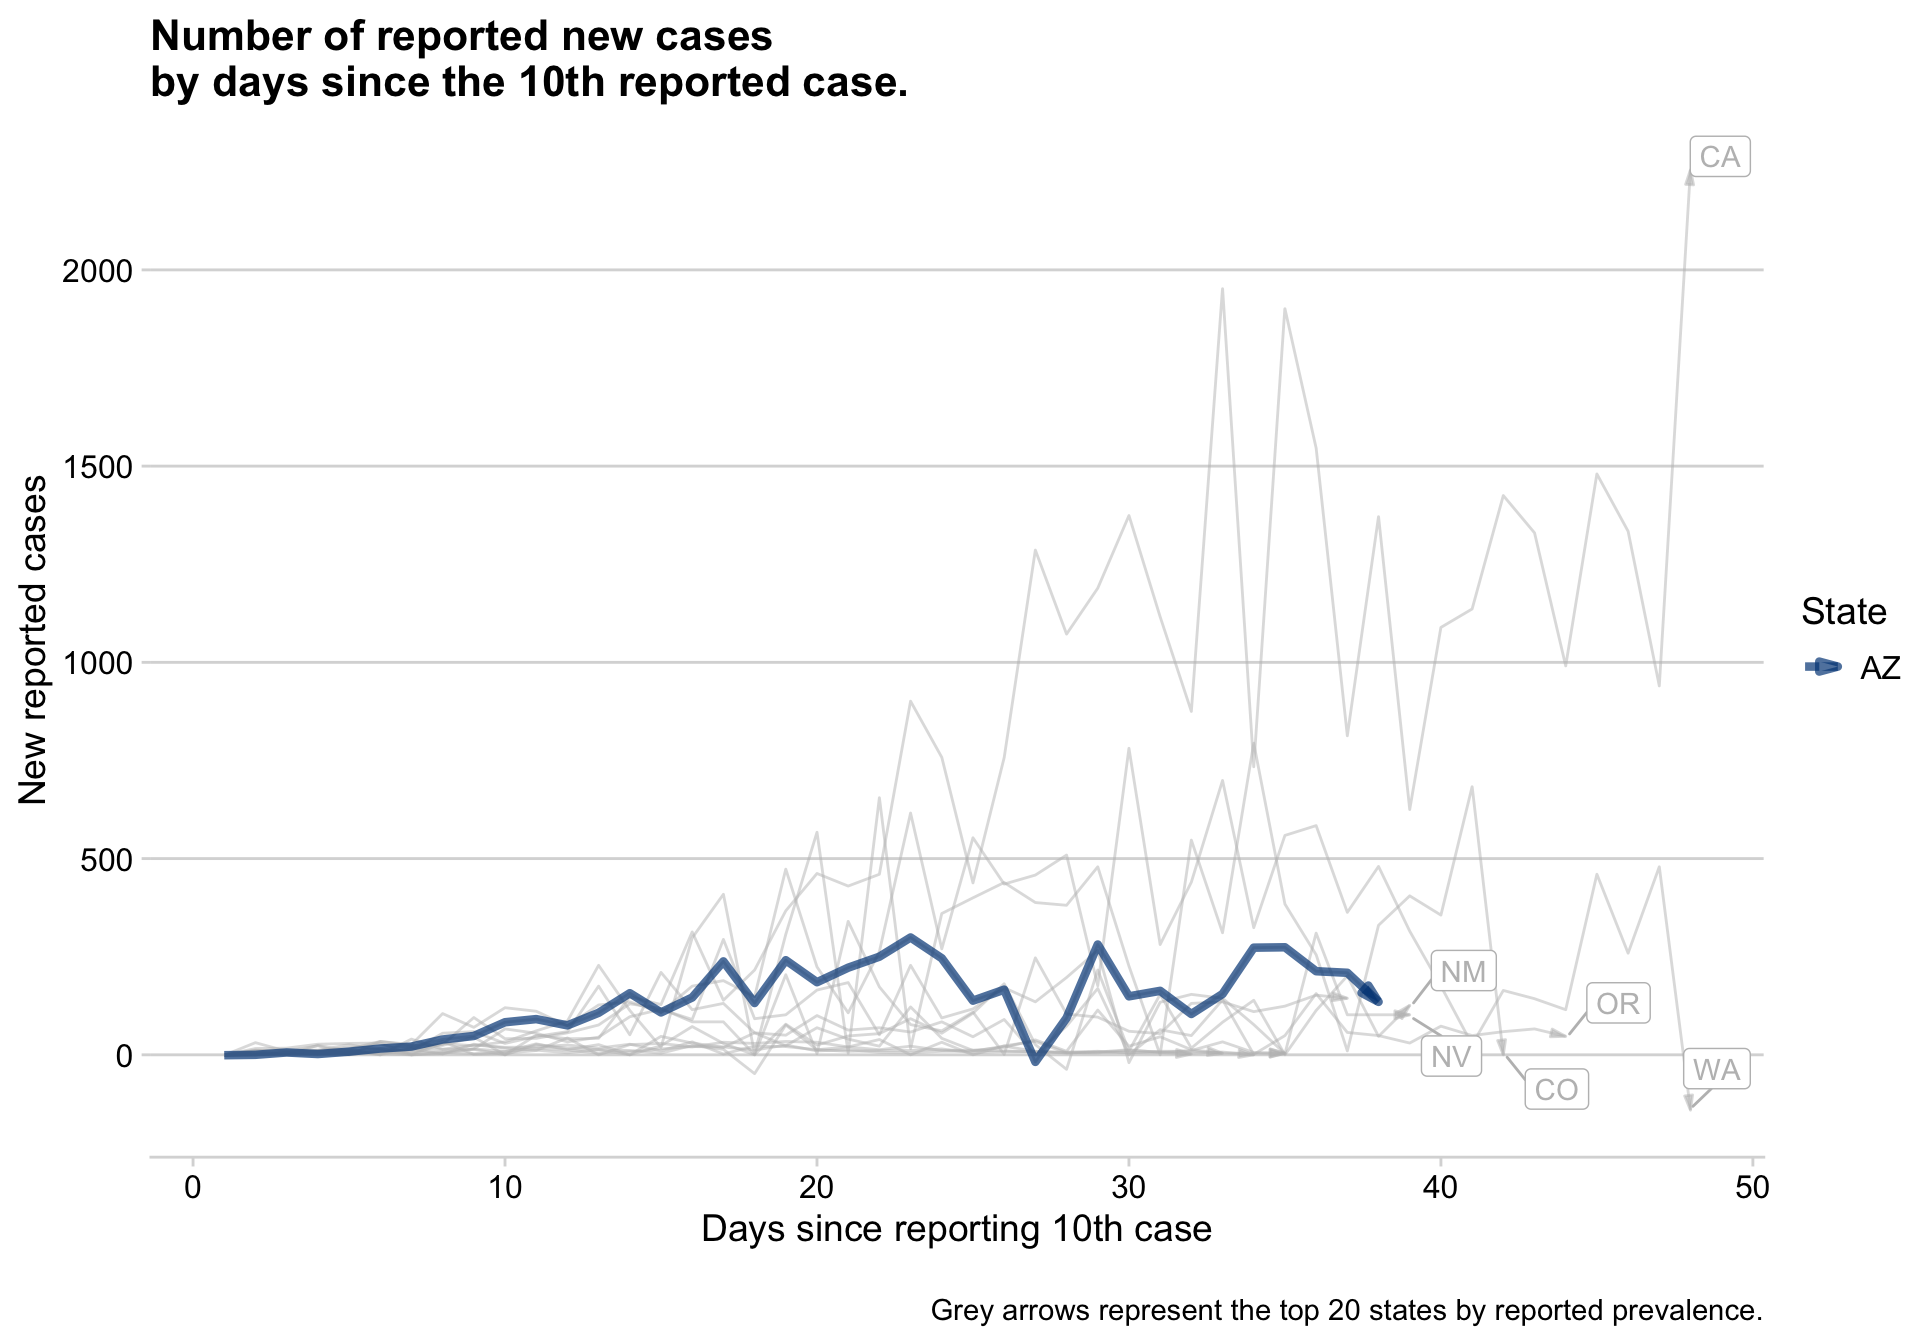 Number of reported new cases
by days since the 10th reported case.
CA
2000
1500
1000
500
0
New reported cases
State
AZ
NM
OR
NV
WA
CO
0 10 20 30 40 50
Days since reporting 10th case
Grey arrows represent the top 20 states by reported prevalence.